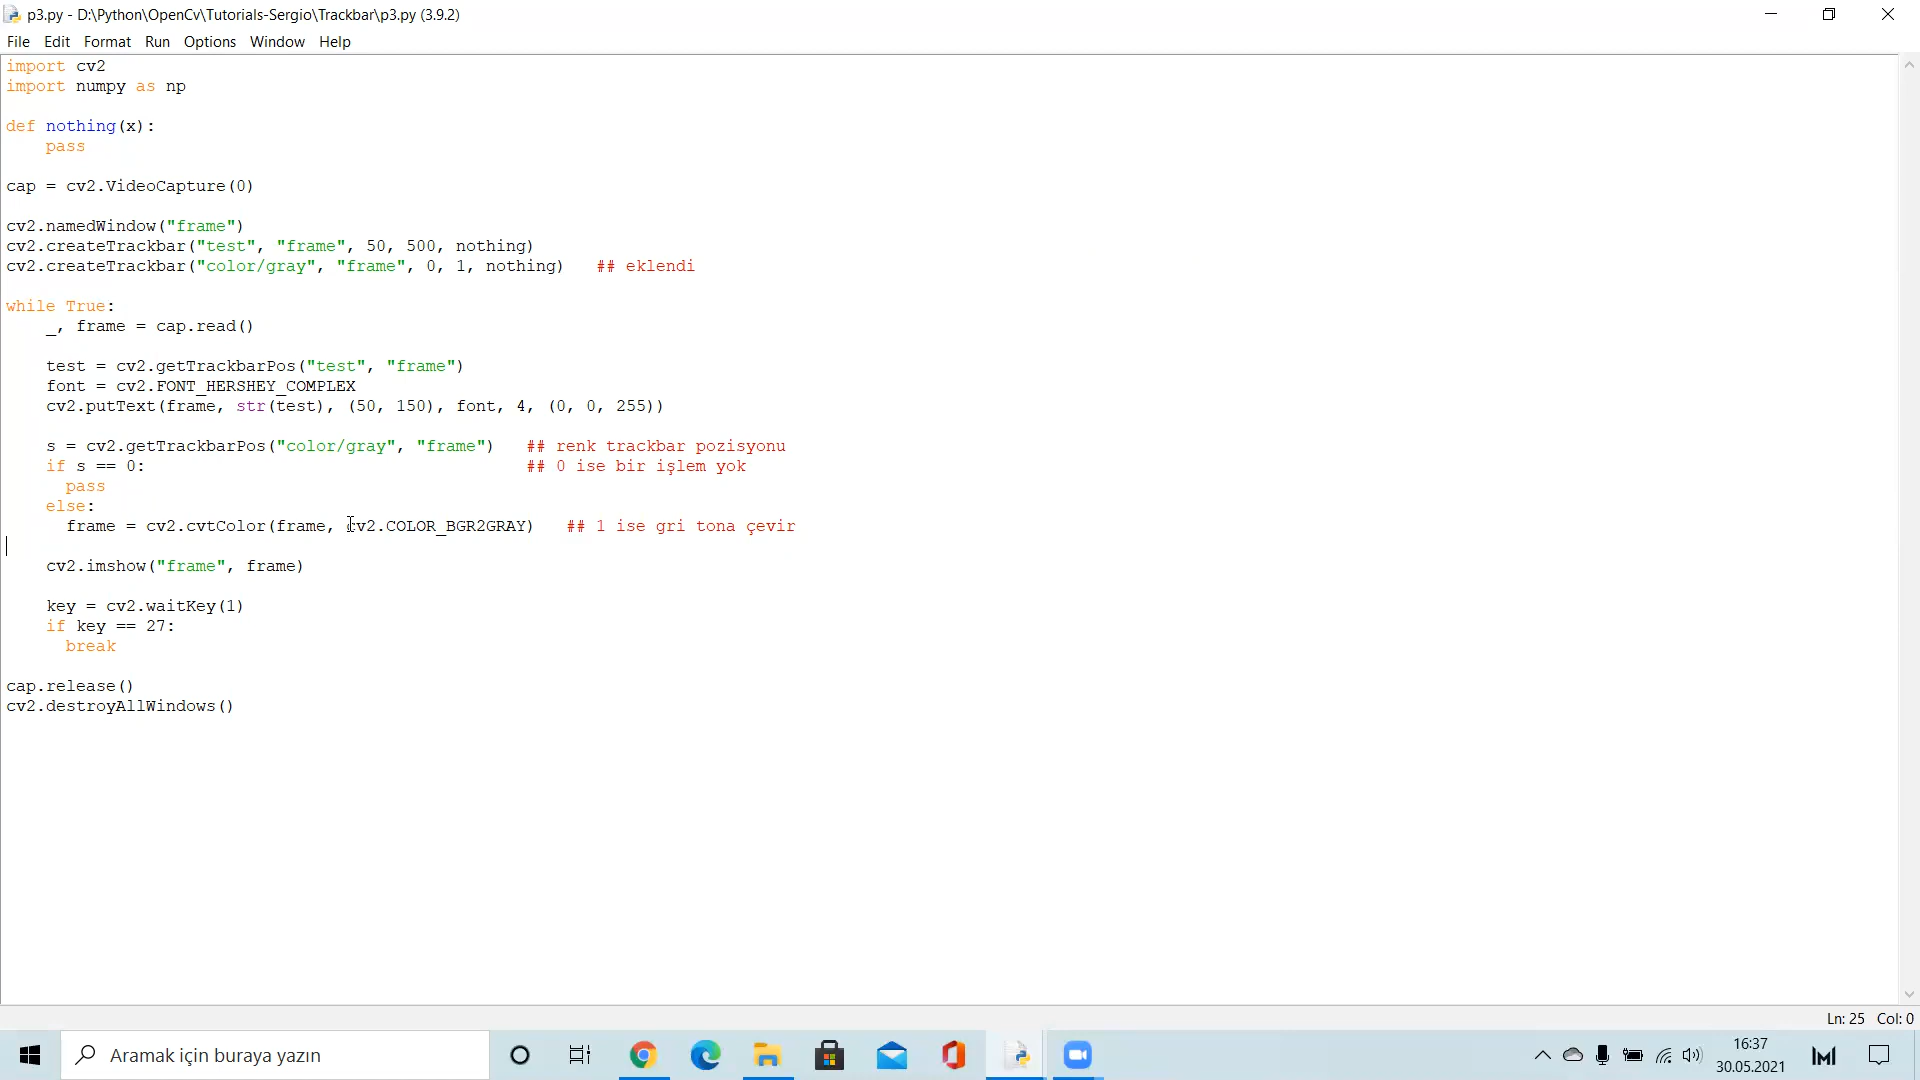 p3.py - D:\Python\OpenCv\Tutorials-Sergio\Trackbar\p3.py (3.9.2)
File Edit Format Run Options Window Help
import cv2
import numpy as np
def nothing(x):
pass
cap = cv2.VideoCapture(0)
cv2.namedWindow("frame")
cv2.createTrackbar("test", "frame", 50, 500, nothing)
cv2.createTrackbar("color/gray", "frame", 0, 1, nothing) ## eklendi
while True:
_, frame = cap.read()
test = cv2.getTrackbarPos("test", "frame")
font = cv2.FONT_HERSHEY_COMPLEX
cv2.putText(frame, str(test), (50, 150), font, 4, (0, 0, 255))
s = cv2.getTrackbarPos("color/gray", "frame") ## renk trackbar pozisyonu
if s == 0: ## 0 ise bir işlem yok
pass
else:
frame = cv2.cvtColor(frame, cv2.COLOR_BGR2GRAY) ## 1 ise gri tona çevir
cv2.imshow("frame", frame)
key = cv2.waitKey(1)
if key == 27:
break
cap.release()
cv2.destroyAllWindows()
Ln: 25 Col: 0
Aramak için buraya yazın
16:37
30.05.2021